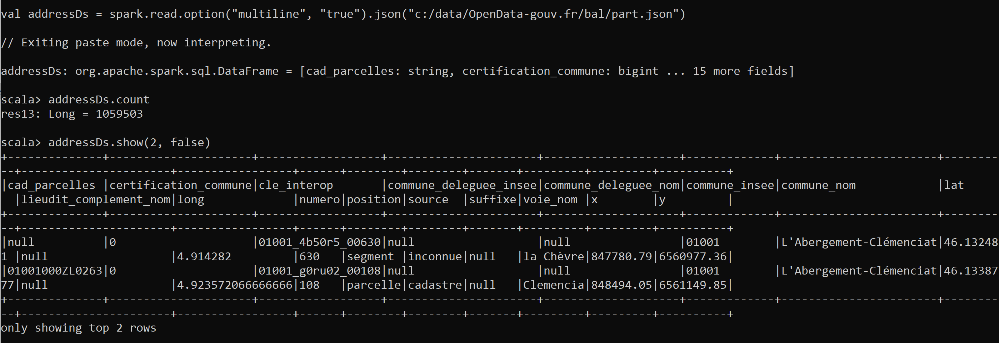 val addressDs = spark.read.option("multiline", "true").json("c:/data/OpenData-gouv.fr/bal/part.json")
// Exiting paste mode, now interpreting.
addressDs: org.apache.spark.sql.DataFrame = [cad_parcelles: string, certification_commune: bigint ... 15 more fields]
scala> addressDs.count
res13: Long = 1059503
scala> addressDs.show(2, false)
+--------------+---------------------+------------------+----------------------+--------------------+-------------+-----------------------+--------
--+----------------------+-----------------+------+--------+--------+-------+---------+---------+----------+
|cad_parcelles |certification_commune|cle_interop       |commune_deleguee_insee|commune_deleguee_nom|commune_insee|commune_nom            |lat
  |lieudit_complement_nom|long             |numero|position|source  |suffixe|voie_nom |x        |y         |
+--------------+---------------------+------------------+----------------------+--------------------+-------------+-----------------------+--------
--+----------------------+-----------------+------+--------+--------+-------+---------+---------+----------+
|null          |0                    |01001_4b50r5_00630|null                  |null                |01001        |L'Abergement-Clémenciat|46.13248
1 |null                  |4.914282         |630   |segment |inconnue|null   |la Chèvre|847780.79|6560977.36|
|01001000ZL0263|0                    |01001_g0ru02_00108|null                  |null                |01001        |L'Abergement-Clémenciat|46.13387
77|null                  |4.923572066666666|108   |parcelle|cadastre|null   |Clemencia|848494.05|6561149.85|
+--------------+---------------------+------------------+----------------------+--------------------+-------------+-----------------------+--------
--+----------------------+-----------------+------+--------+--------+-------+---------+---------+----------+
only showing top 2 rows